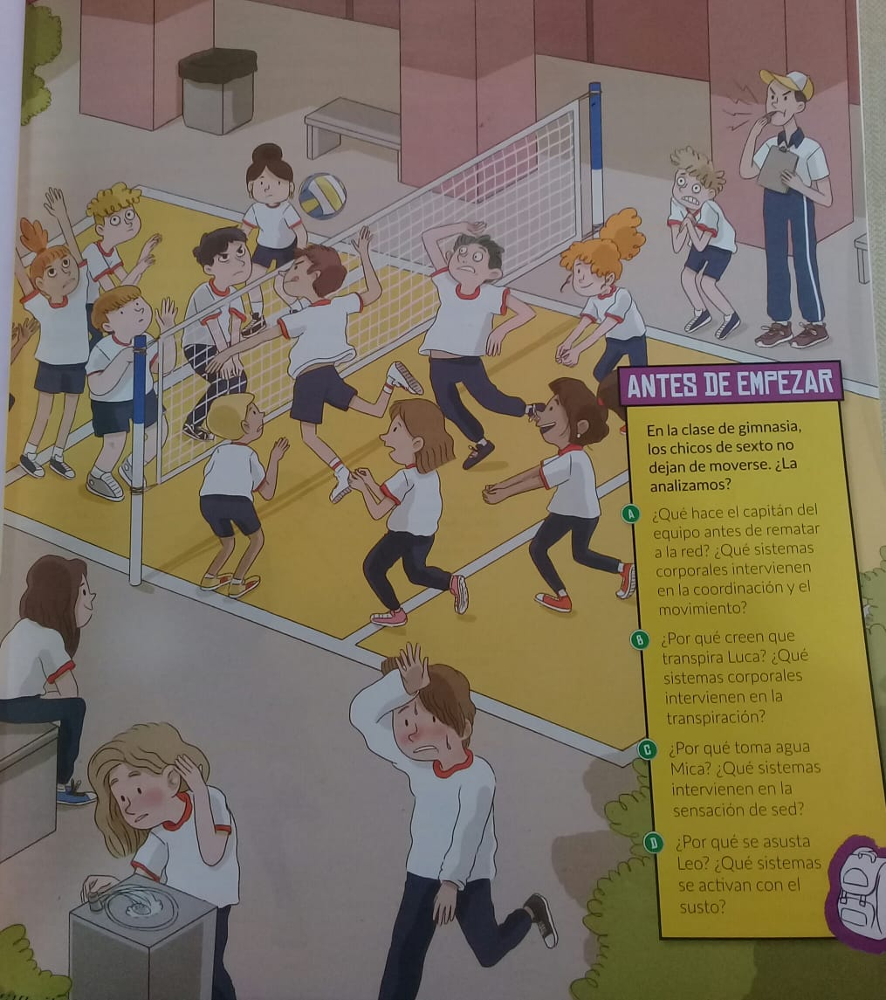 ANTES DE EMPEZAR
En la clase de gimnasia,
los chicos de sexto no
dejan de moverse. ¿La
analizamos?
A ¿Qué hace el capitán del
equipo antes de rematar
a la red? ¿Qué sistemas
corporales intervienen
en la coordinación y el
movimiento?
B ¿Por qué creen que
transpira Luca? ¿Qué
sistemas corporales
intervienen en la
transpiración?
C ¿Por qué toma agua
Mica? ¿Qué sistemas
intervienen en la
sensación de sed?
D ¿Por qué se asusta
Leo? ¿Qué sistemas
se activan con el
susto?